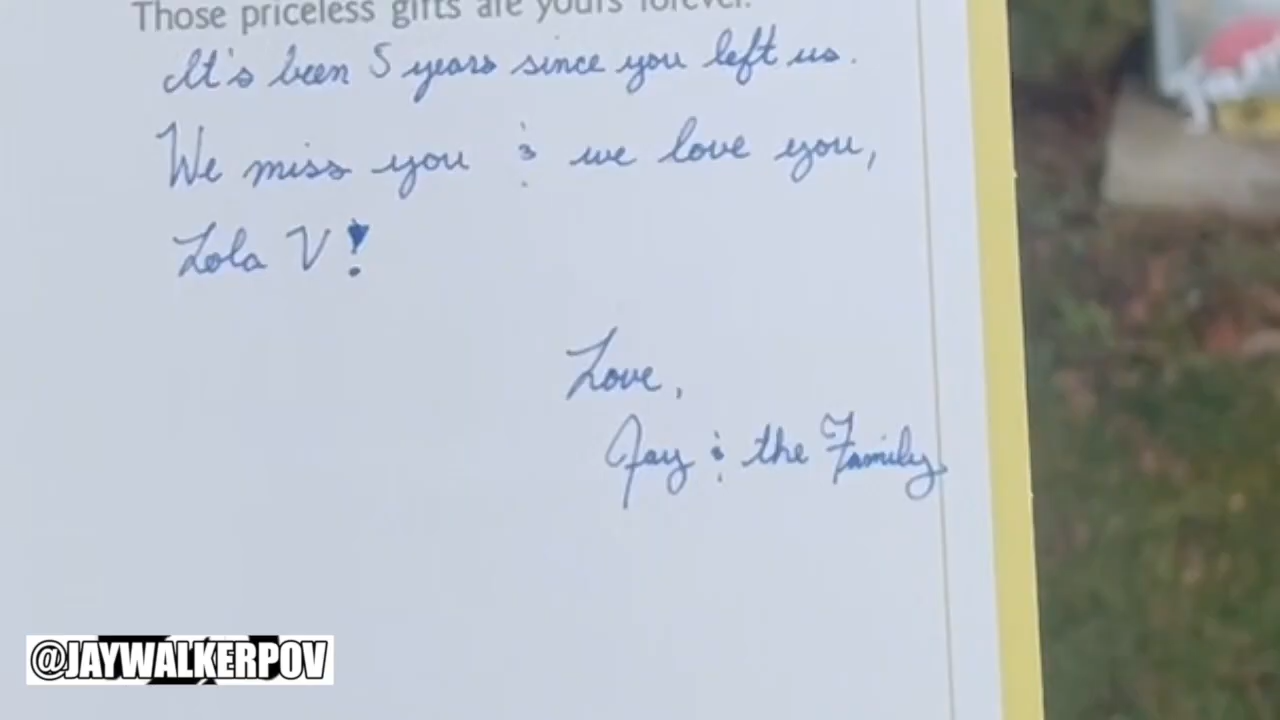 Those priceless gifts are yours forever.
It's been 5 years since you left us.
We miss you & we love you,
Lola V!
Love,
Jay & the Family
@JAYWALKERPOV